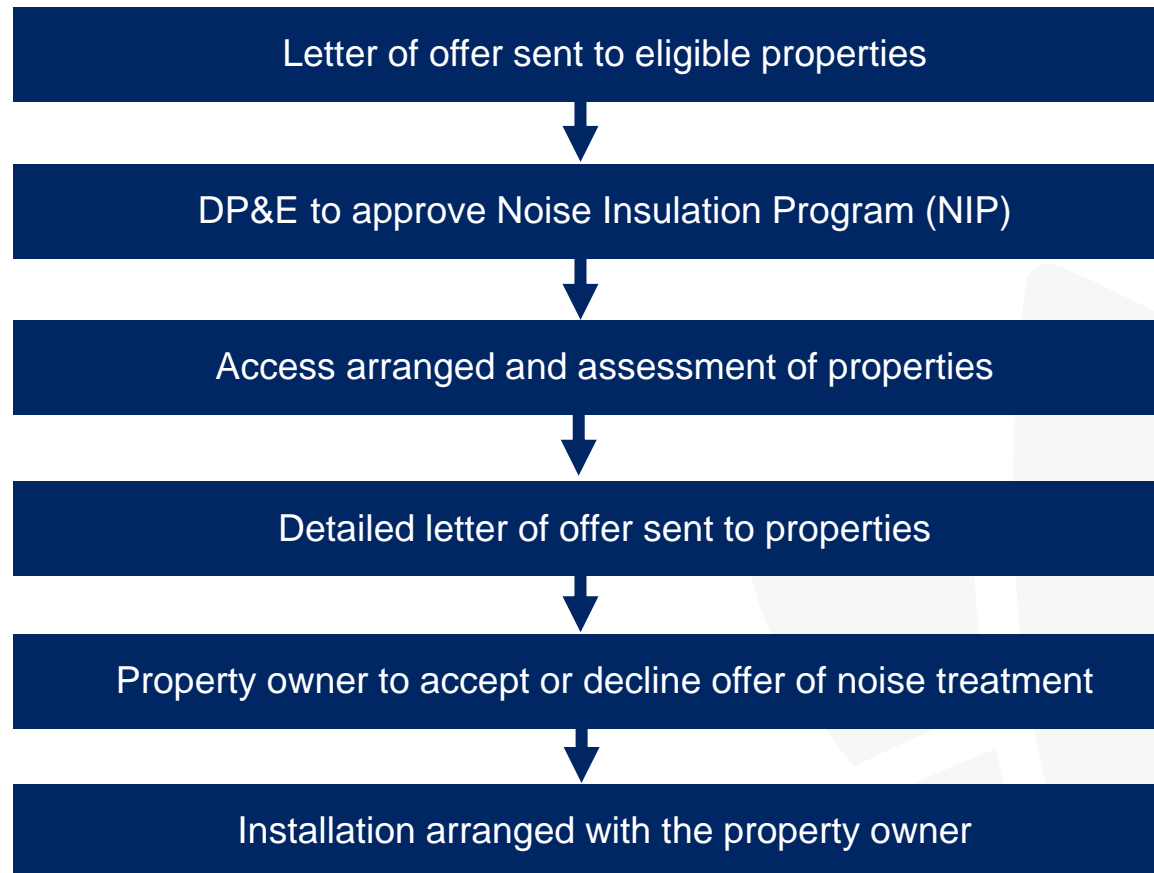 Letter of offer sent to eligible properties
DP&E to approve Noise Insulation Program (NIP)
Access arranged and assessment of properties
Detailed letter of offer sent to properties
Property owner to accept or decline offer of noise treatment
Installation arranged with the property owner